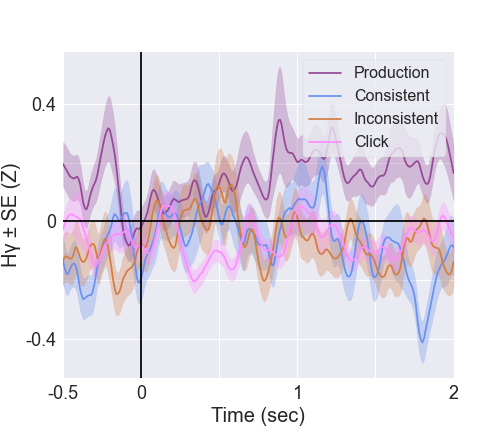 Production
Consistent
Inconsistent
Click
0.4
0
-0.4
Hγ ± SE (Z)
-0.5
0
1
2
Time (sec)